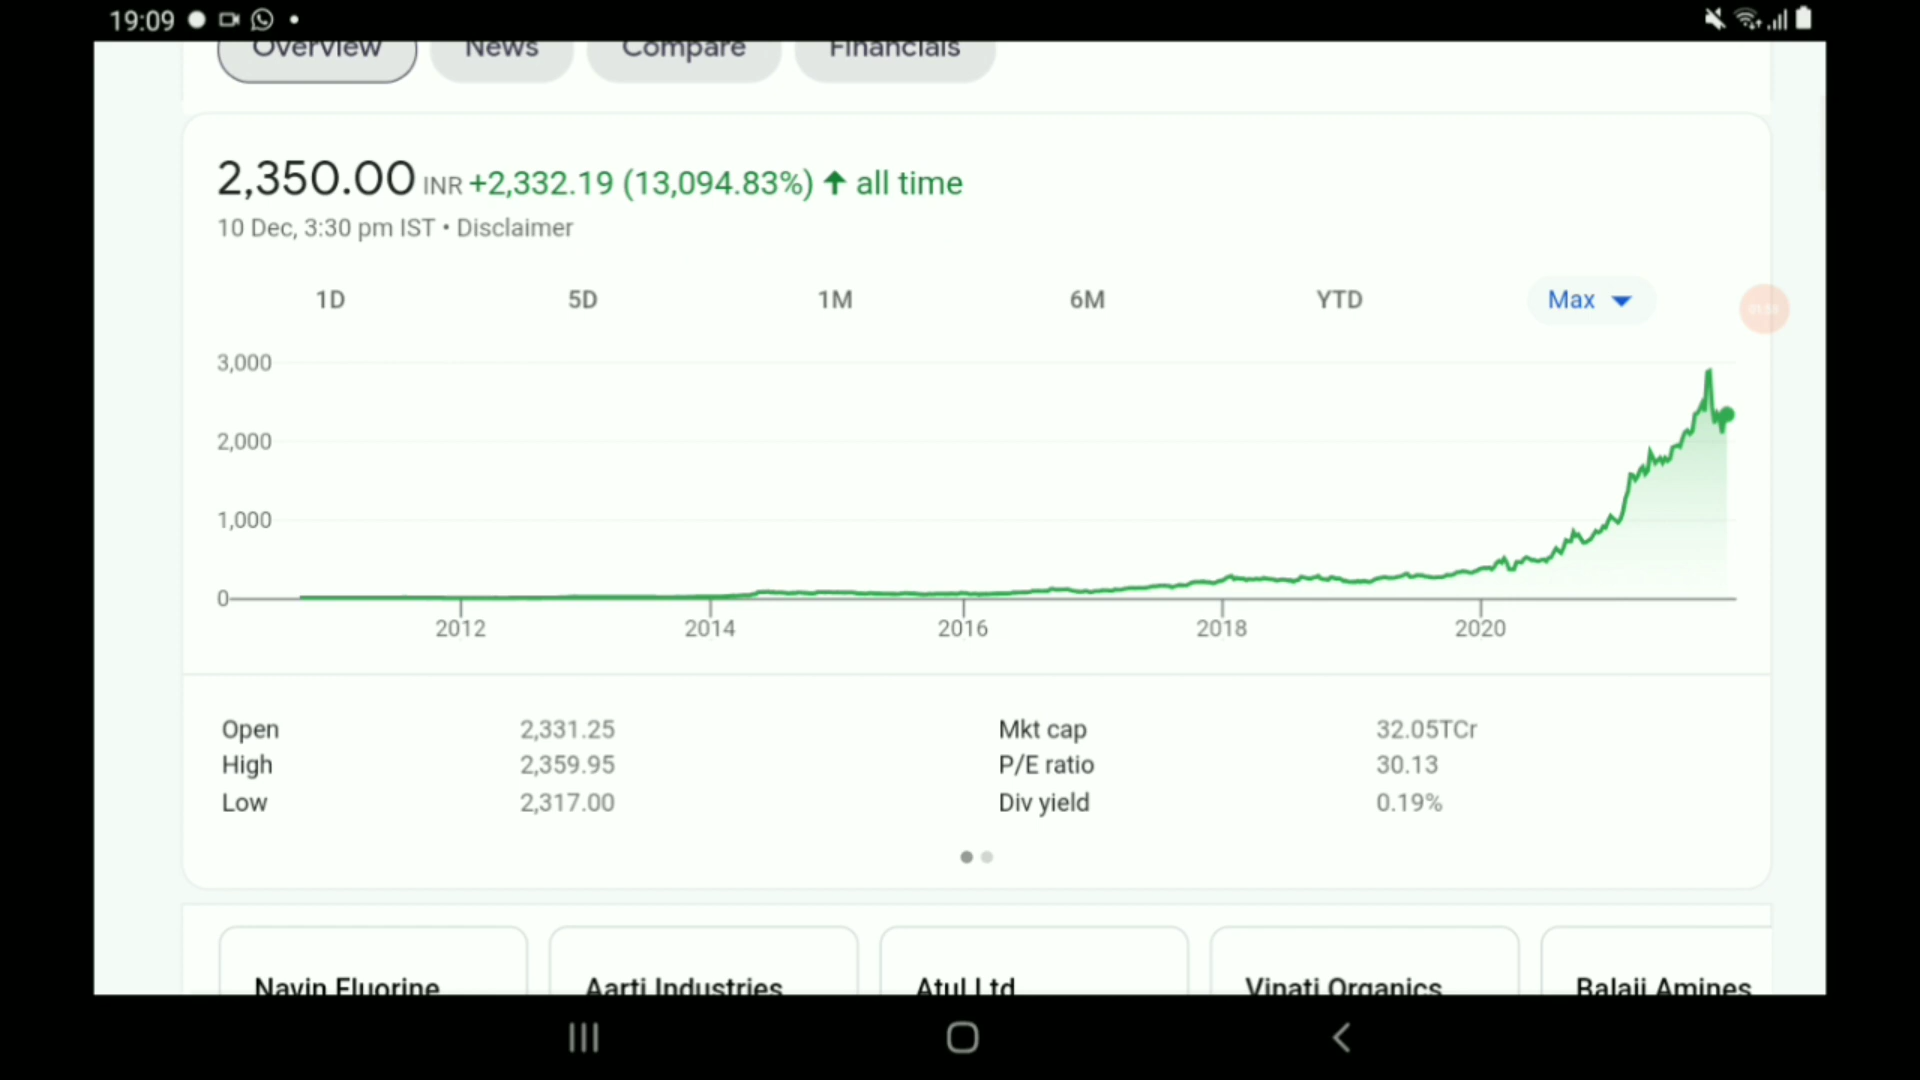 19:09
Overview News Compare Financials
2,350.00 INR +2,332.19 (13,094.83%) ↑ all time
10 Dec, 3:30 pm IST • Disclaimer
1D 5D 1M 6M YTD Max
3,000
2,000
1,000
0
2012 2014 2016 2018 2020
Open 2,331.25 Mkt cap 32.05TCr
High 2,359.95 P/E ratio 30.13
Low 2,317.00 Div yield 0.19%
Navin Fluorine Aarti Industries Atul Ltd Vinati Organics Balaji Amines